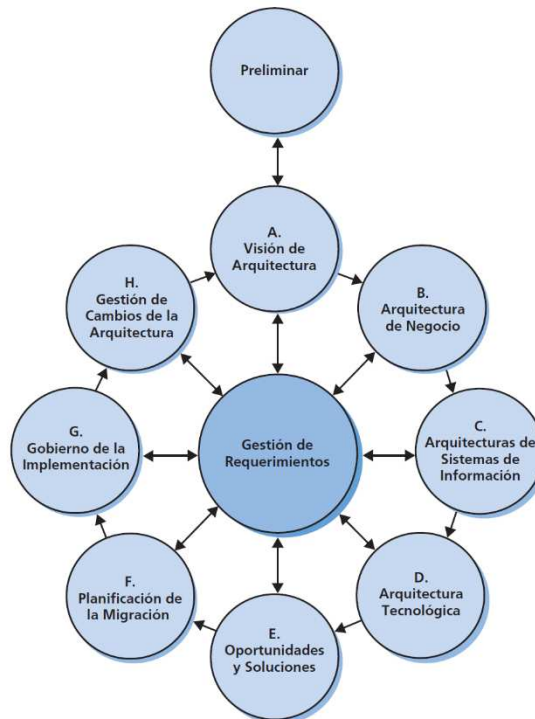 Preliminar
A.
Visión de
Arquitectura
B.
Arquitectura
de Negocio
C.
Arquitecturas de
Sistemas de
Información
D.
Arquitectura
Tecnológica
E.
Oportunidades
y Soluciones
F.
Planificación de
la Migración
G.
Gobierno de la
Implementación
H.
Gestión de
Cambios de la
Arquitectura
Gestión de
Requerimientos